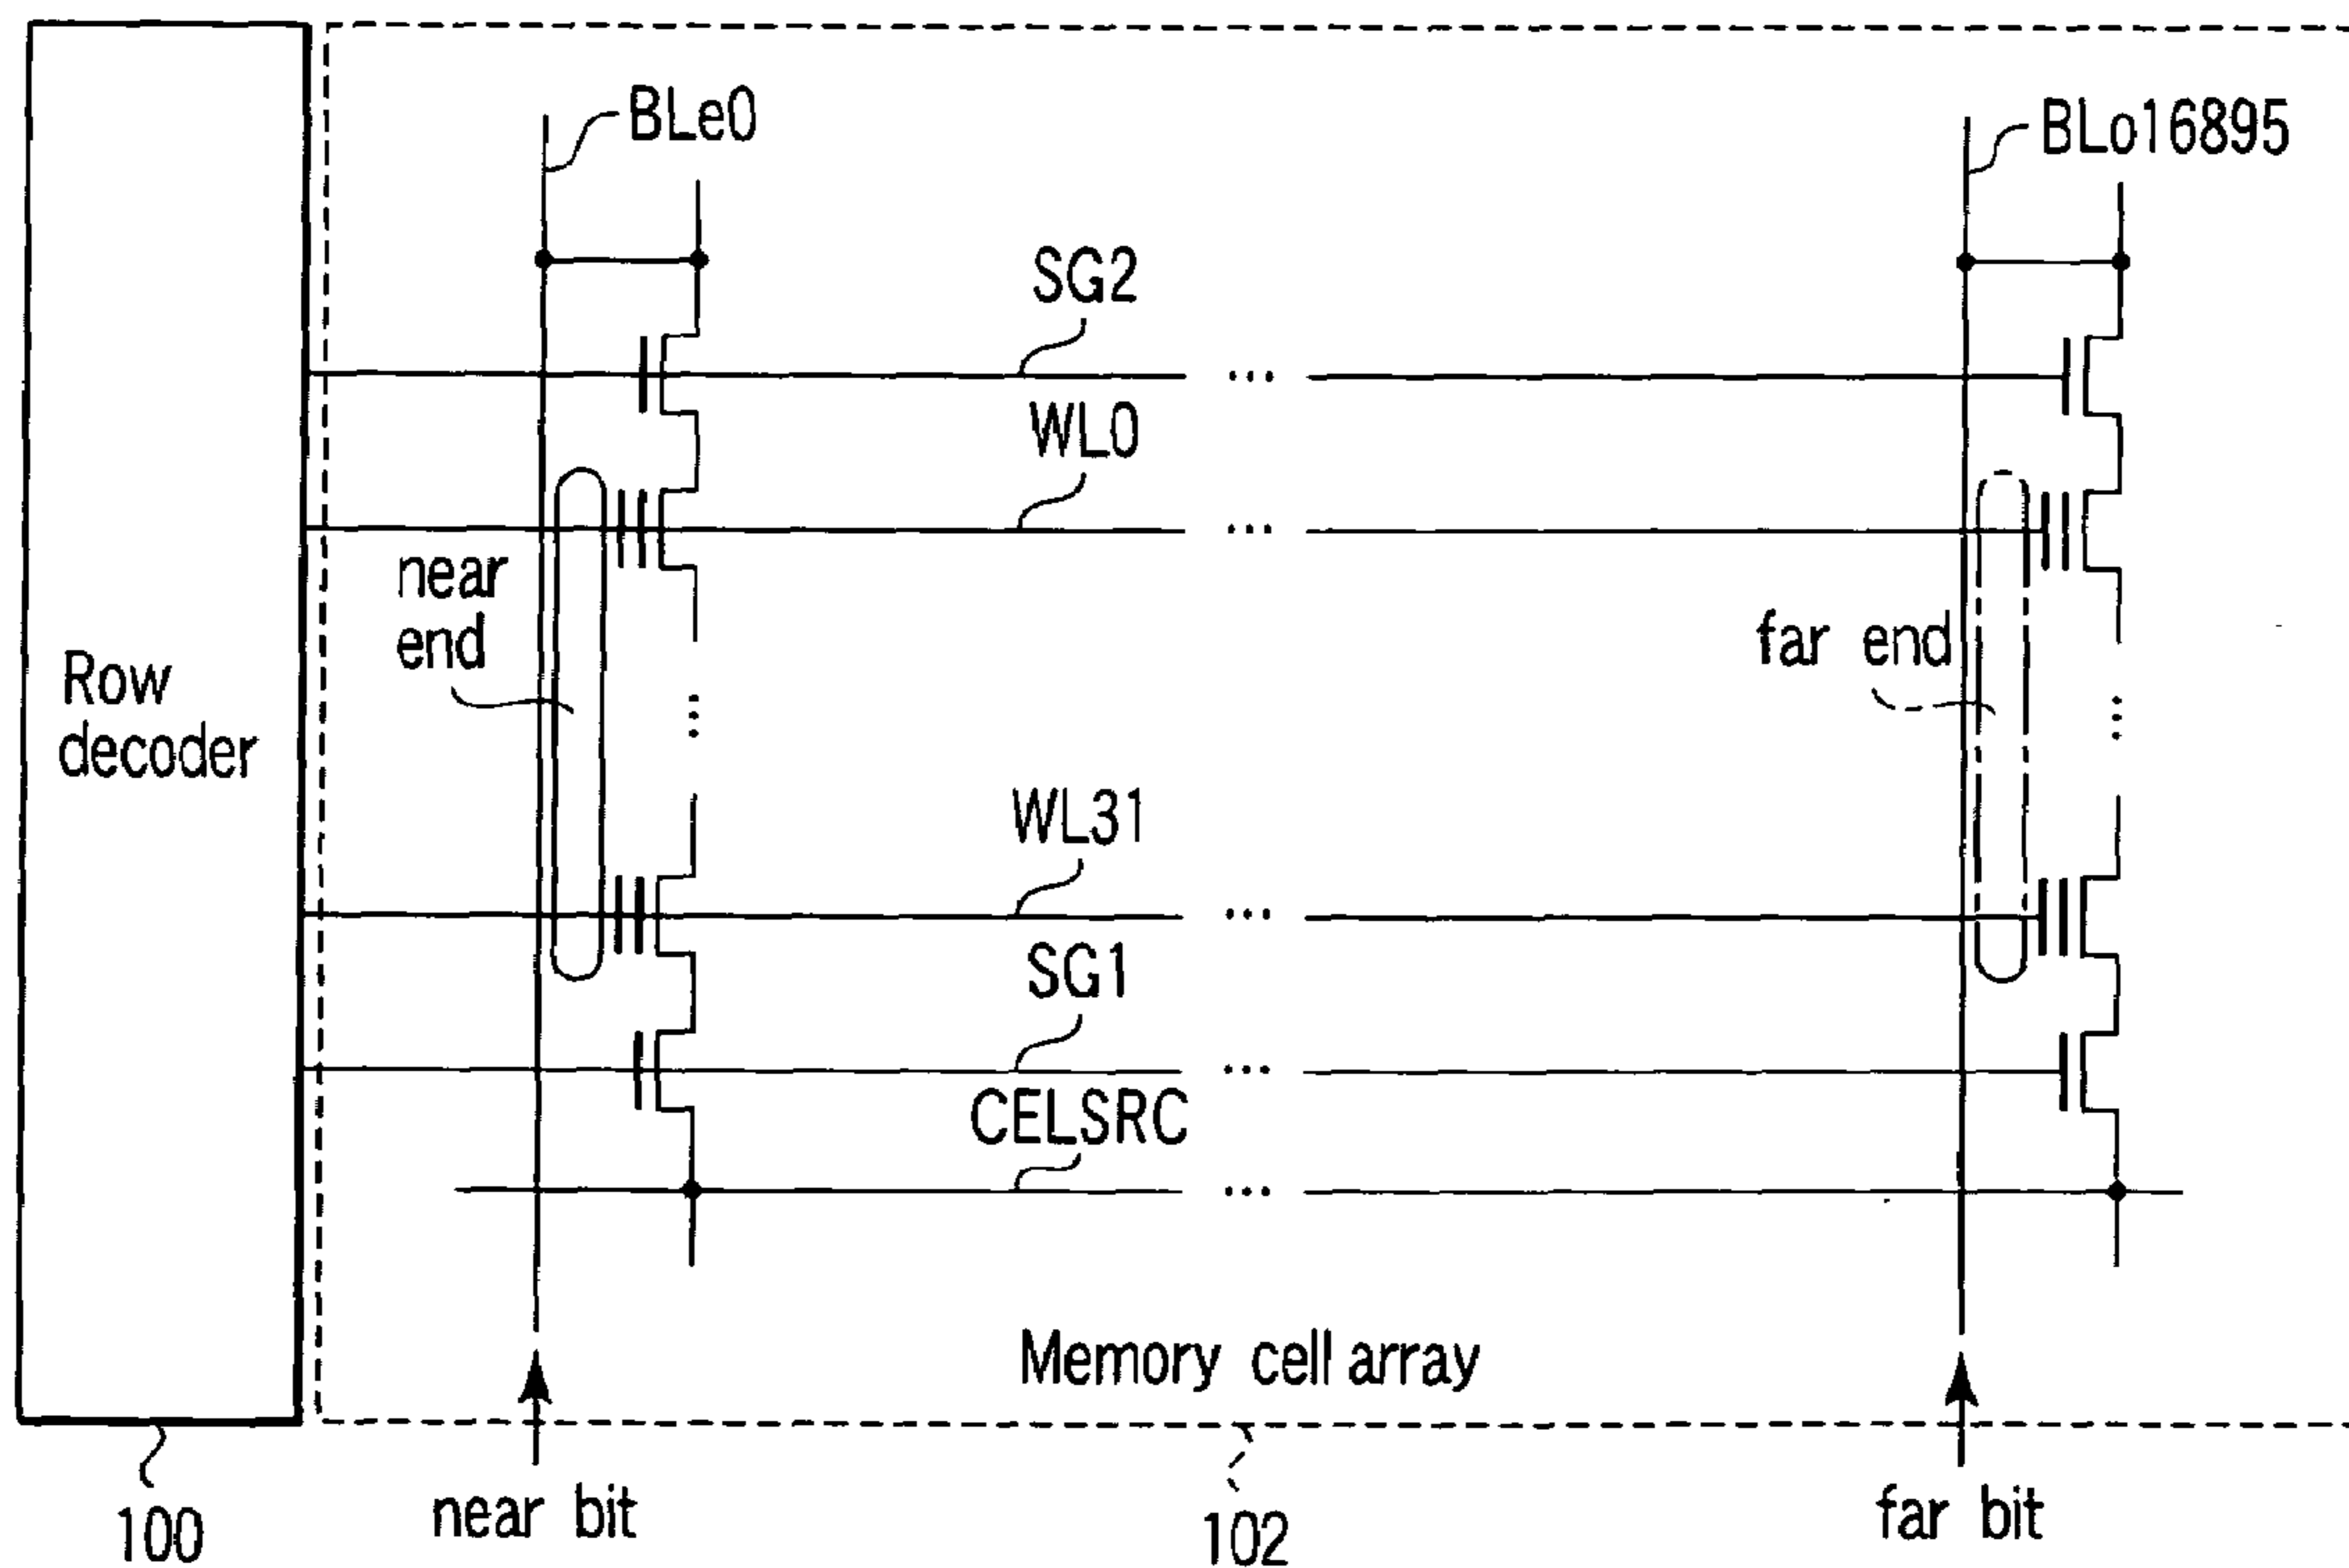 BLe0
BLo16895
SG2
WL0
near
end
far end
Row
decoder
WL31
SG1
CELSRC
Memory cell array
100
near bit
102
far bit